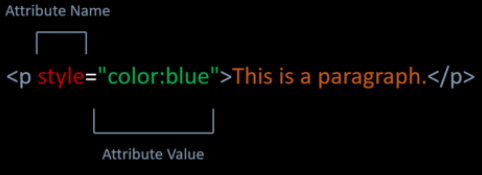 Attribute Name
<p style="color:blue">This is a paragraph.</p>
Attribute Value